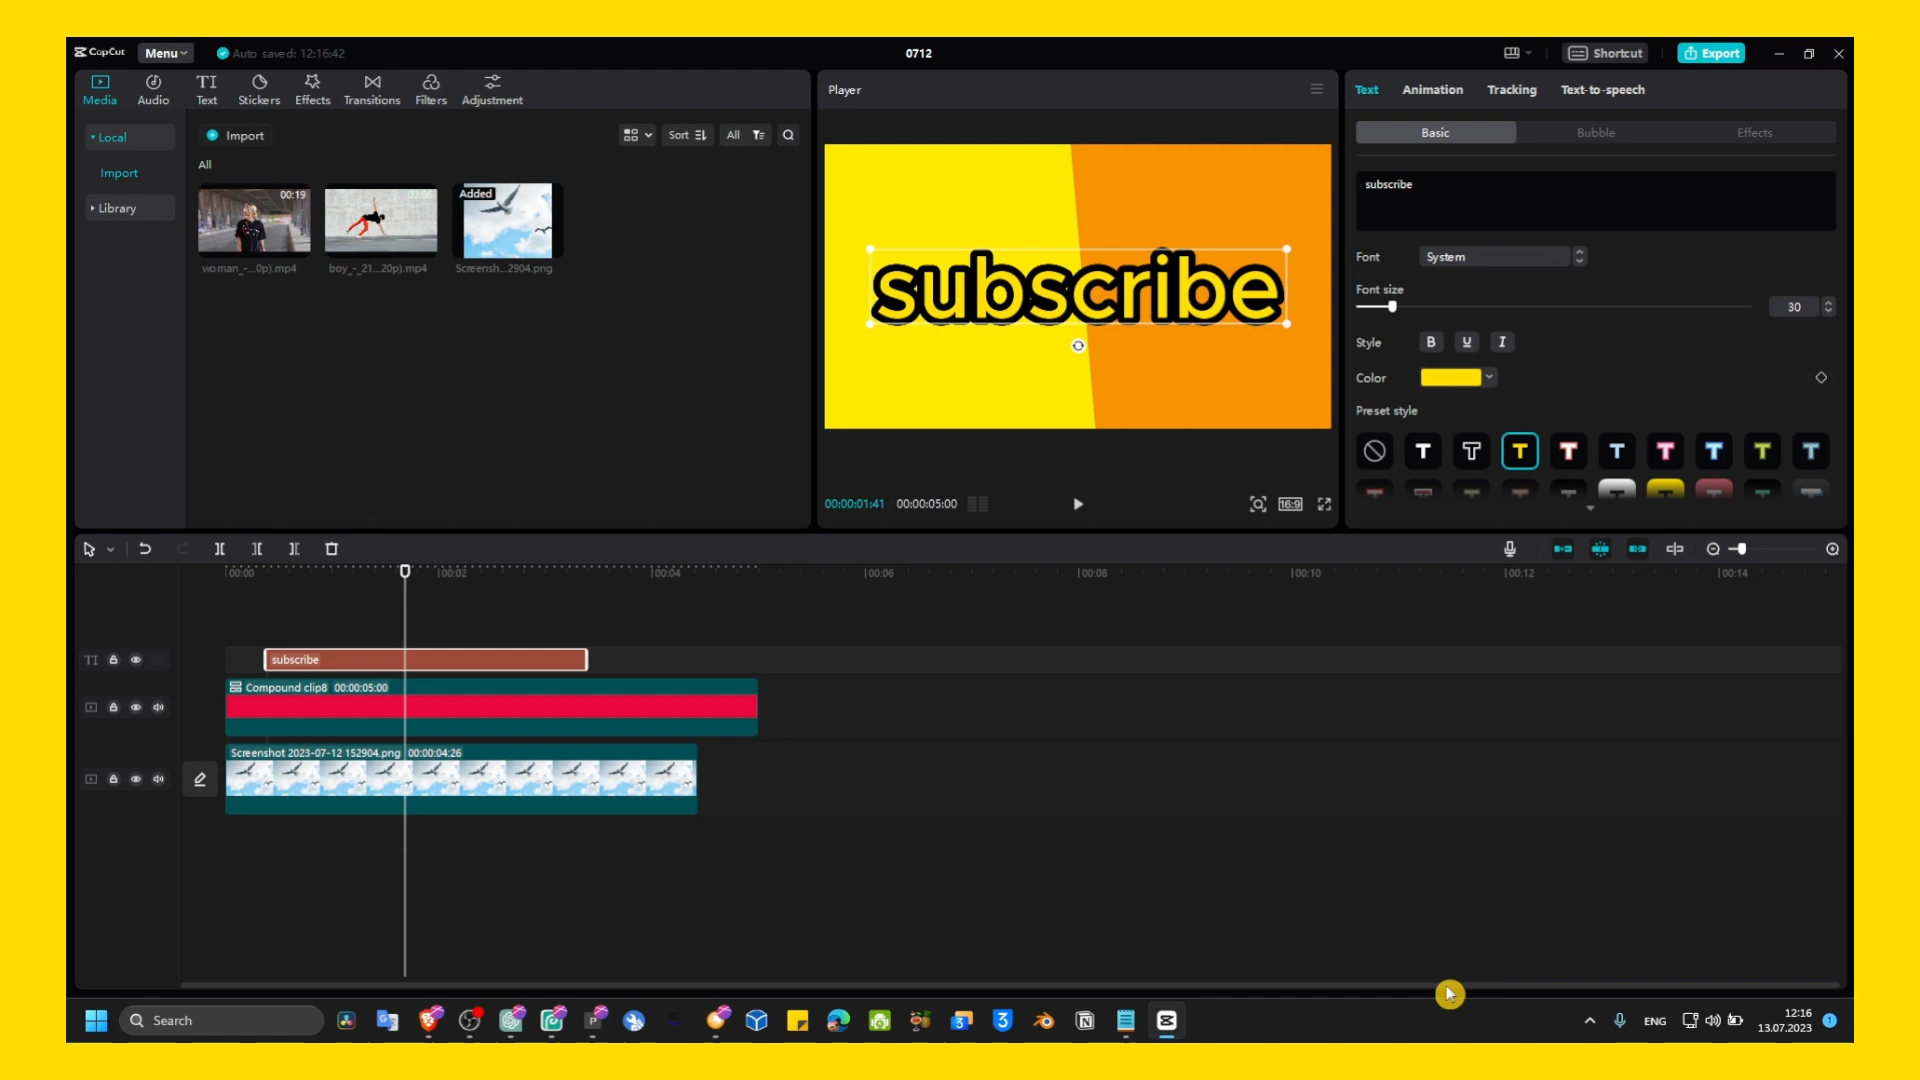 CapCut
Menu
Auto saved: 12:16:42
0712
Shortcut
Export
Media
Audio
TI
Text
Stickers
Effects
Transitions
Filters
Adjustment
Local
Import
Library
Import
Sort
All
All
00:19
00:06
Added
woman_-...0p).mp4
boy_-_21...20p).mp4
Screensh...2904.png
Player
subscribe
00:00:01:41
00:00:05:00
16:9
Text
Animation
Tracking
Text-to-speech
Basic
Bubble
Effects
subscribe
Font
System
Font size
30
Style
B
U
I
Color
Preset style
T T T T T T T T T
00:00
00:02
00:04
00:06
00:08
00:10
00:12
00:14
TI
subscribe
Compound clip8 00:00:05:00
Screenshot 2023-07-12 152904.png 00:00:04:26
Search
ENG
12:16
13.07.2023
1